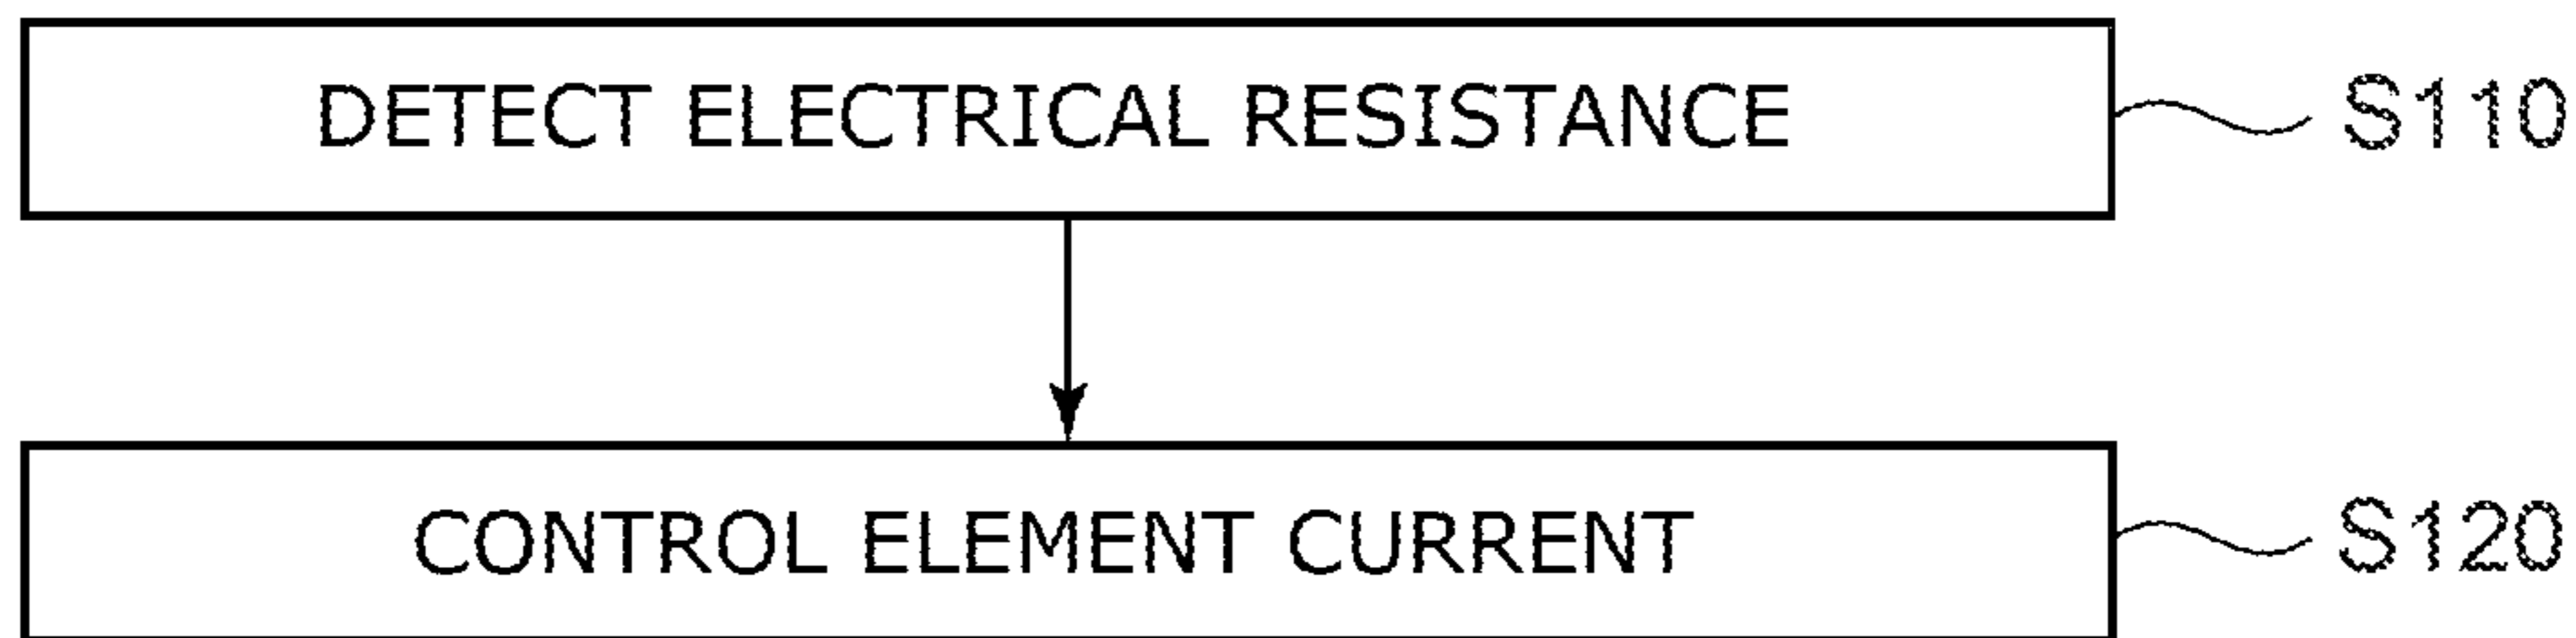 DETECT ELECTRICAL RESISTANCE S110
CONTROL ELEMENT CURRENT S120